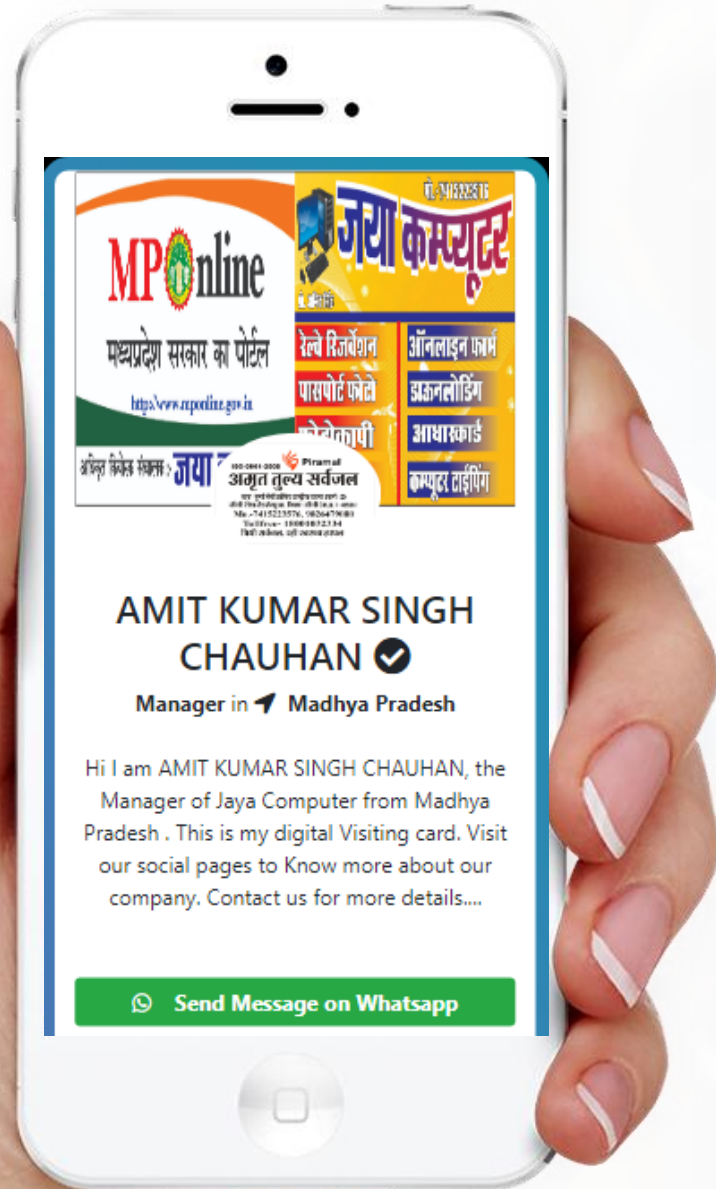 MPOnline
मध्यप्रदेश सरकार का पोर्टल
http://www.mponline.gov.in
जया
जया कम्प्यूटर
रेल्वे रिजर्वेशन
पासपोर्ट फोटो
ऑनलाइन फार्म
डाऊनलोडिंग
आधारकार्ड
कम्प्यूटर टाईपिंग
Piramal
अमृत तुल्य सर्वजल
AMIT KUMAR SINGH
CHAUHAN
Manager in Madhya Pradesh
Hi I am AMIT KUMAR SINGH CHAUHAN, the
Manager of Jaya Computer from Madhya
Pradesh . This is my digital Visiting card. Visit
our social pages to Know more about our
company. Contact us for more details....
Send Message on Whatsapp